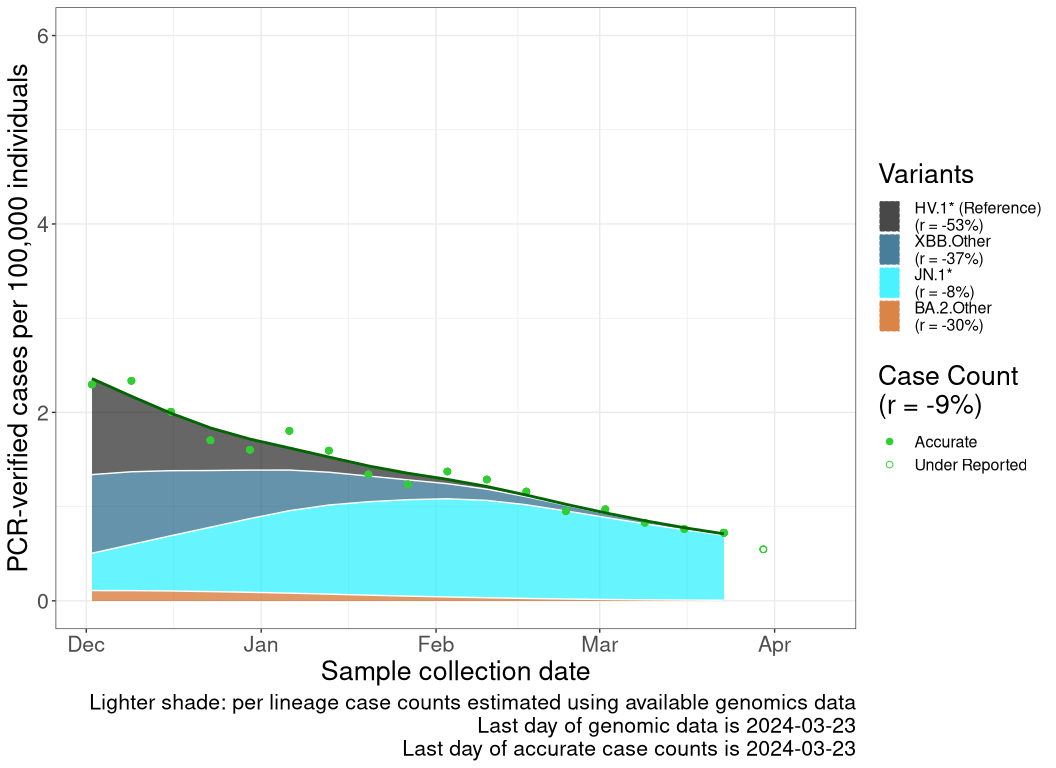 PCR-verified cases per 100,000 individuals
6
4
2
0
Dec
Jan
Feb
Mar
Apr
Sample collection date
Lighter shade: per lineage case counts estimated using available genomics data
Last day of genomic data is 2024-03-23
Last day of accurate case counts is 2024-03-23
Variants
HV.1* (Reference)
(r = -53%)
XBB.Other
(r = -37%)
JN.1*
(r = -8%)
BA.2.Other
(r = -30%)
Case Count
(r = -9%)
Accurate
Under Reported